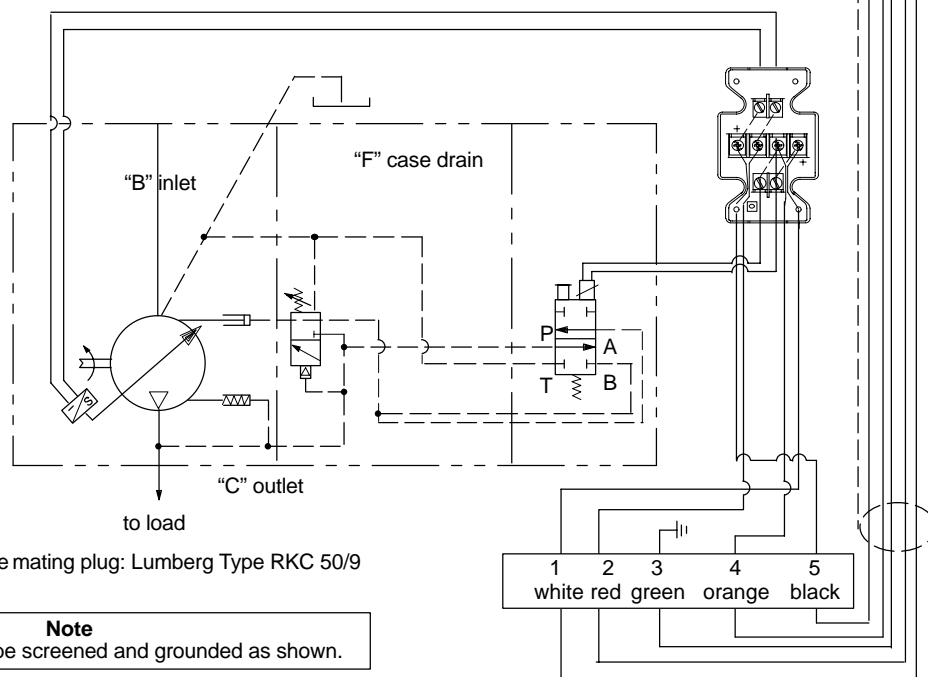 “F” case drain
“B” inlet
+
+
P
A
T
B
I
S
“C” outlet
to load
e mating plug: Lumberg Type RKC 50/9
1 2 3 4 5
white red green orange black
Note
be screened and grounded as shown.